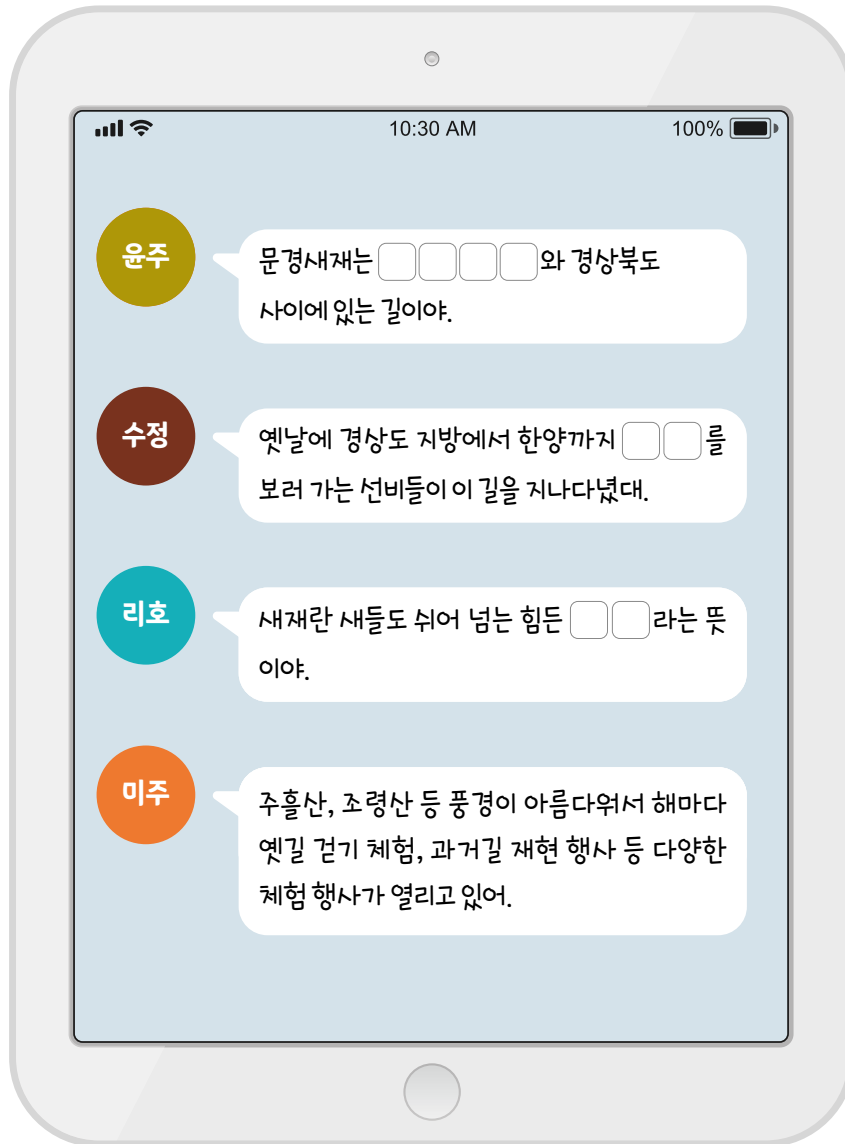 10:30 AM 100%
윤주
문경새재는 □□□□와 경상북도
사이에 있는 길이야.
수정
옛날에 경상도 지방에서 한양까지 □□를
보러 가는 선비들이 이 길을 지나다녔대.
리호
새재란 새들도 쉬어 넘는 힘든 □□라는 뜻
이야.
미주
주흘산, 조령산 등 풍경이 아름다워서 해마다
옛길 걷기 체험, 과거길 재현 행사 등 다양한
체험 행사가 열리고 있어.